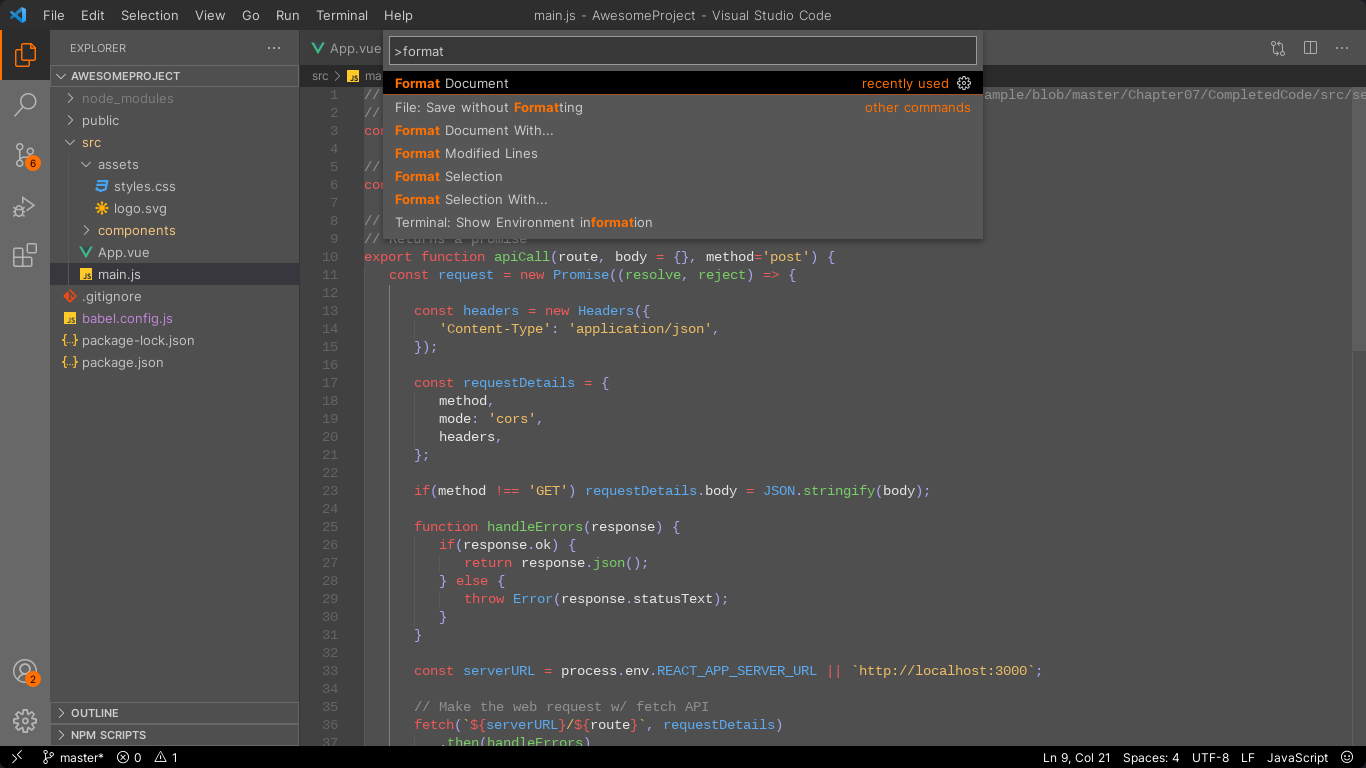 File Edit Selection View Go Run Terminal Help
main.js - AwesomeProject - Visual Studio Code
EXPLORER
AWESOMEPROJECT
node_modules
public
src
assets
styles.css
logo.svg
components
App.vue
main.js
.gitignore
babel.config.js
package-lock.json
package.json
OUTLINE
NPM SCRIPTS
6
2
App.vue
src
JS
>format
Format Document recently used
File: Save without Formatting other commands
Format Document With...
Format Modified Lines
Format Selection
Format Selection With...
Terminal: Show Environment information
1 //
ample/blob/master/Chapter07/CompletedCode/src/se
2 //
3
4
5 //
6
7
8 //
9 // Returns a promise
10 export function apiCall(route, body = {}, method='post') {
11 const request = new Promise((resolve, reject) => {
12
13 const headers = new Headers({
14 'Content-Type': 'application/json',
15 });
16
17 const requestDetails = {
18 method,
19 mode: 'cors',
20 headers,
21 };
22
23 if(method !== 'GET') requestDetails.body = JSON.stringify(body);
24
25 function handleErrors(response) {
26 if(response.ok) {
27 return response.json();
28 } else {
29 throw Error(response.statusText);
30 }
31 }
32
33 const serverURL = process.env.REACT_APP_SERVER_URL || `http://localhost:3000`;
34
35 // Make the web request w/ fetch API
36 fetch(`${serverURL}/${route}`, requestDetails)
37 .then(handleErrors)
master* 0 1
Ln 9, Col 21 Spaces: 4 UTF-8 LF JavaScript